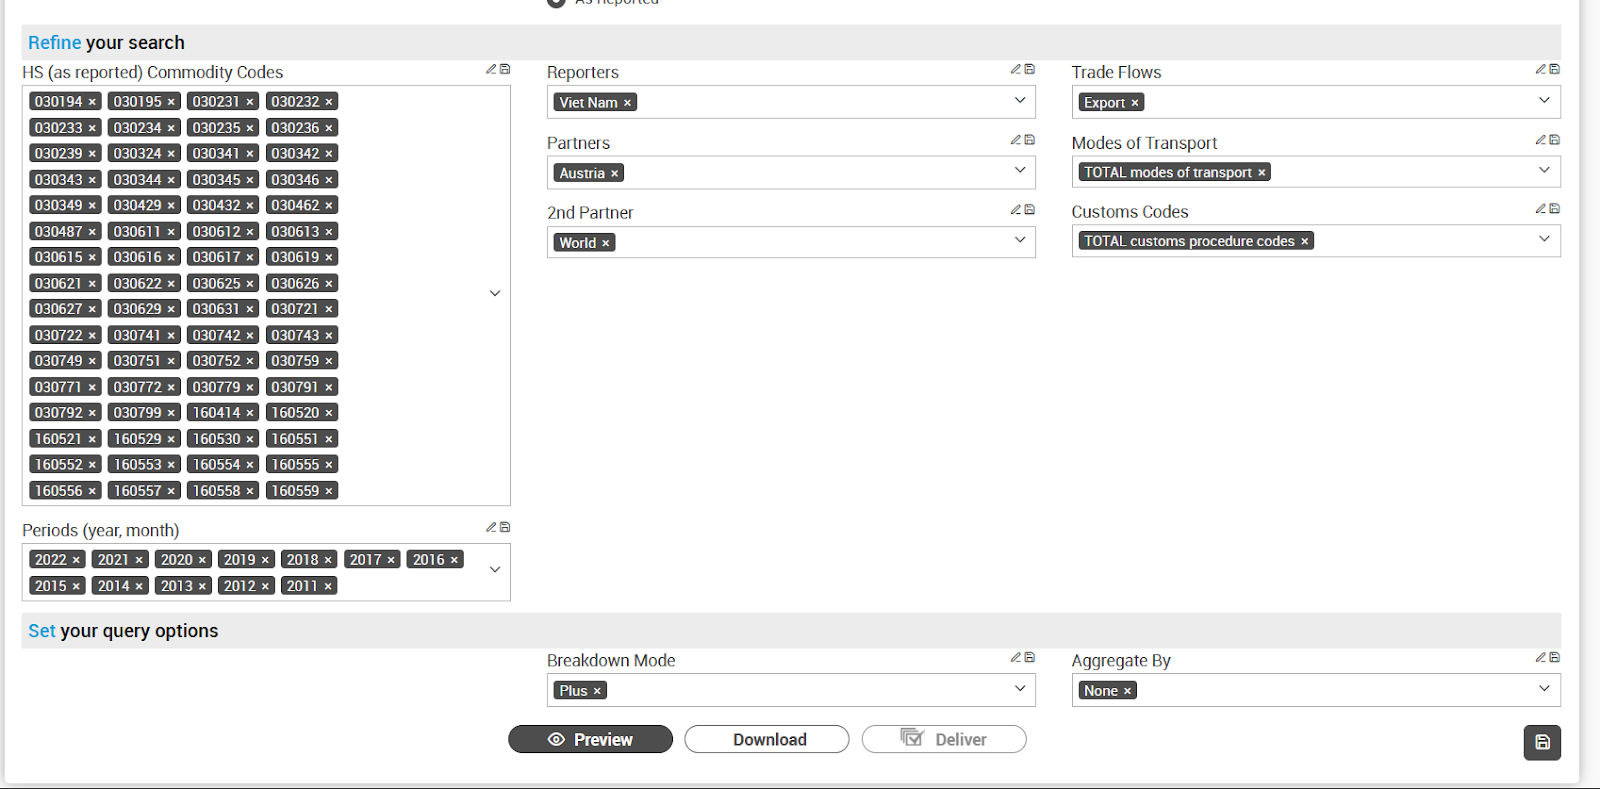 As Reported
Refine your search
HS (as reported) Commodity Codes
030194 × 030195 × 030231 × 030232 ×
030233 × 030234 × 030235 × 030236 ×
030239 × 030324 × 030341 × 030342 ×
030343 × 030344 × 030345 × 030346 ×
030349 × 030429 × 030432 × 030462 ×
030487 × 030611 × 030612 × 030613 ×
030615 × 030616 × 030617 × 030619 ×
030621 × 030622 × 030625 × 030626 ×
030627 × 030629 × 030631 × 030721 ×
030722 × 030741 × 030742 × 030743 ×
030749 × 030751 × 030752 × 030759 ×
030771 × 030772 × 030779 × 030791 ×
030792 × 030799 × 160414 × 160520 ×
160521 × 160529 × 160530 × 160551 ×
160552 × 160553 × 160554 × 160555 ×
160556 × 160557 × 160558 × 160559 ×
Periods (year, month)
2022 × 2021 × 2020 × 2019 × 2018 × 2017 × 2016 ×
2015 × 2014 × 2013 × 2012 × 2011 ×
Reporters
Viet Nam ×
Partners
Austria ×
2nd Partner
World ×
Trade Flows
Export ×
Modes of Transport
TOTAL modes of transport ×
Customs Codes
TOTAL customs procedure codes ×
Set your query options
Breakdown Mode
Plus ×
Aggregate By
None ×
Preview
Download
Deliver